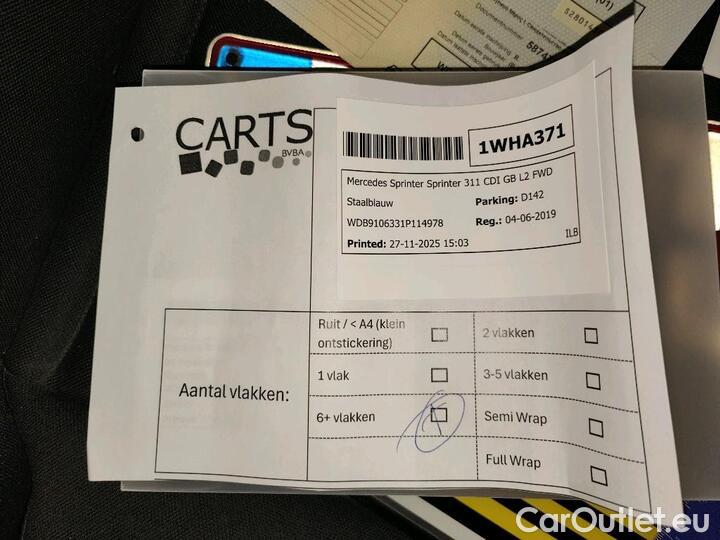 CARTS
BVBA
1WHA371
Mercedes Sprinter Sprinter 311 CDI GB L2 FWD
Staalblauw
Parking: D142
WDB9106331P114978
Reg.: 04-06-2019
Printed: 27-11-2025 15:03
ILB
Aantal vlakken:
Ruit / < A4 (klein
ontstickering)
2 vlakken
1 vlak
3-5 vlakken
6+ vlakken
Semi Wrap
Full Wrap
CarOutlet.eu